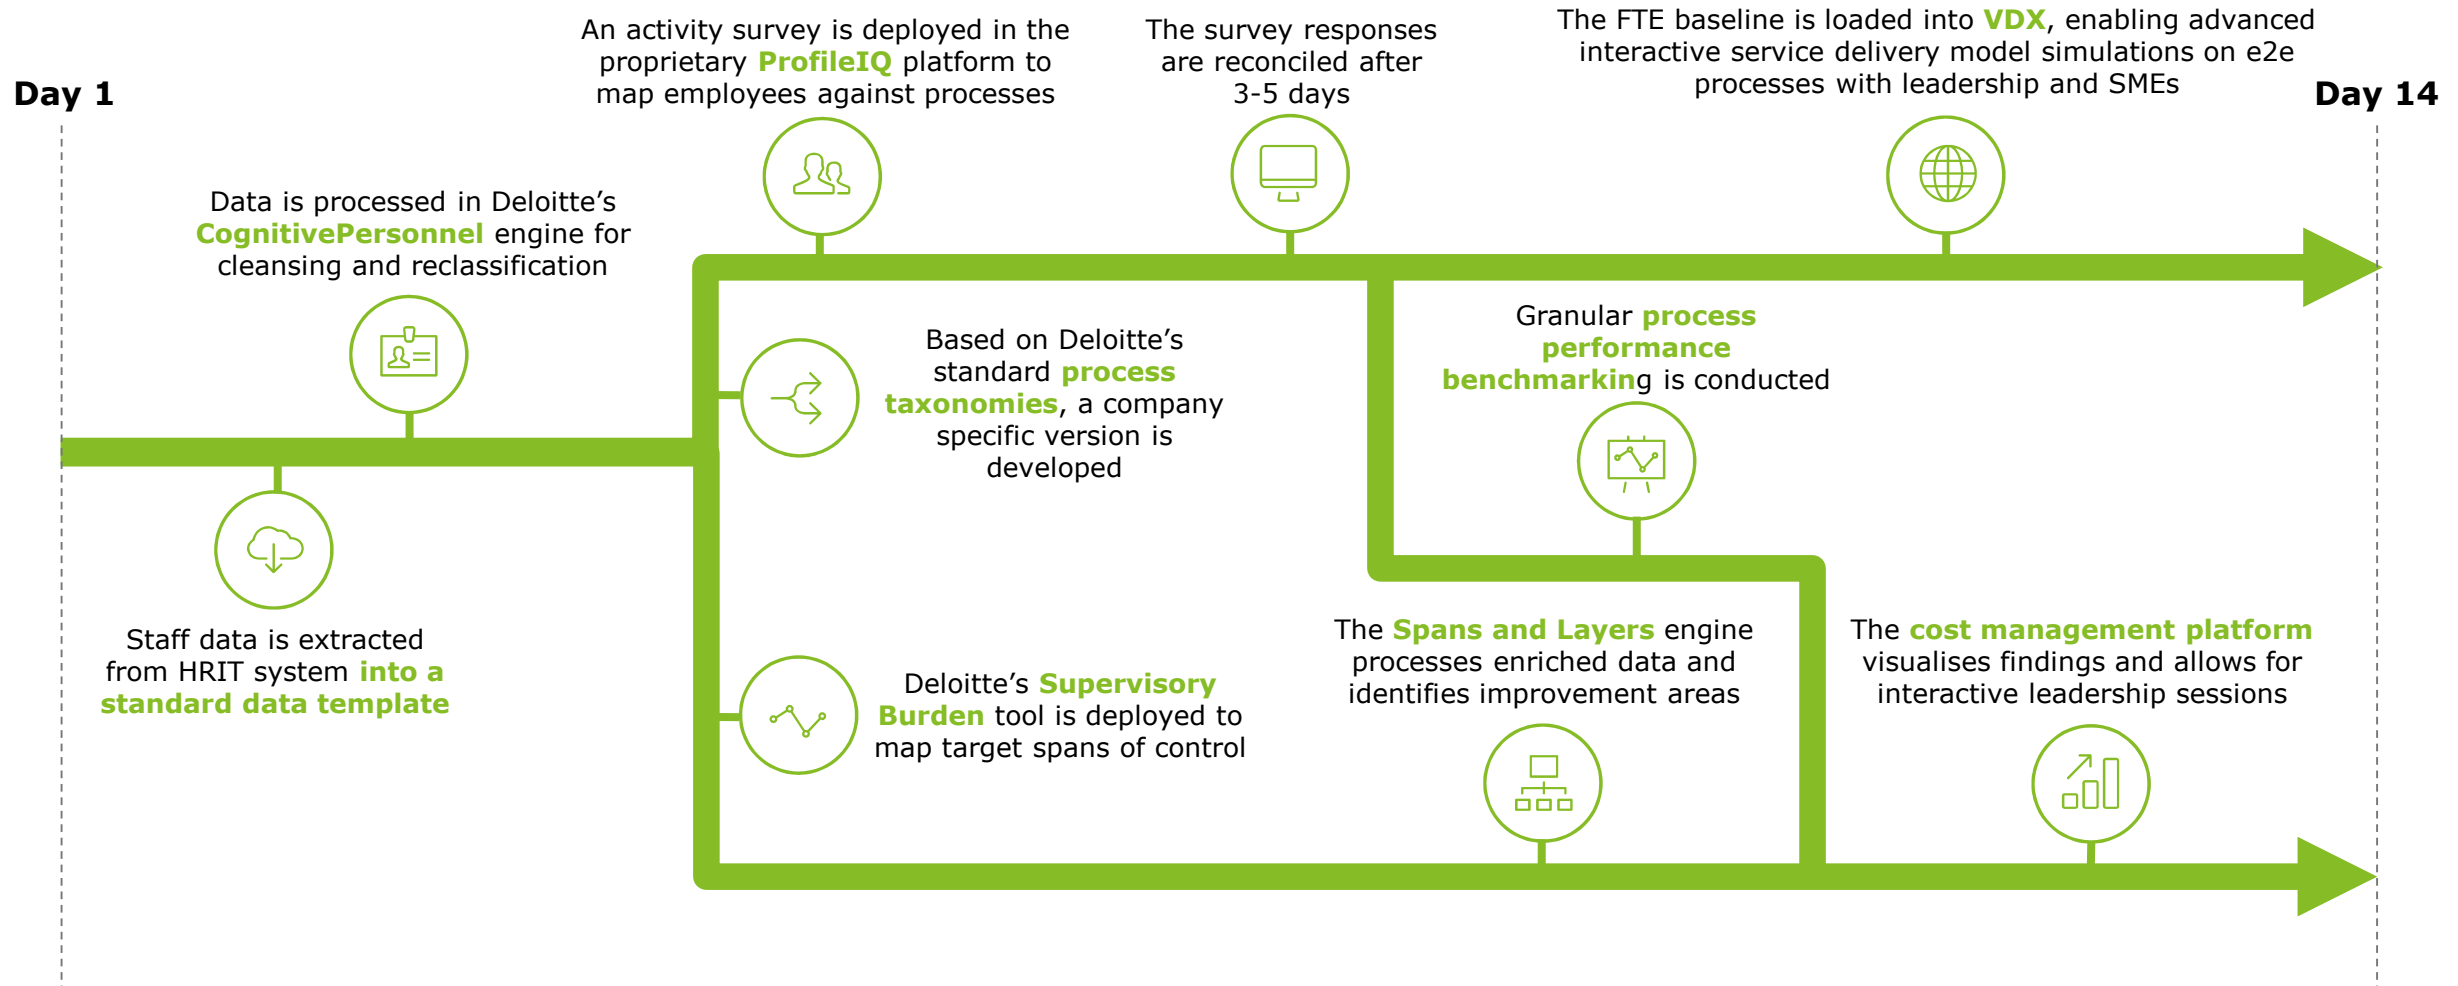 Day 1
Day 14
Staff data is extracted
from HRIT system into a
standard data template
Data is processed in Deloitte’s
CognitivePersonnel engine for
cleansing and reclassification
An activity survey is deployed in the
proprietary ProfileIQ platform to
map employees against processes
Based on Deloitte’s
standard process
taxonomies, a company
specific version is
developed
Deloitte’s Supervisory
Burden tool is deployed to
map target spans of control
The survey responses
are reconciled after
3-5 days
Granular process
performance
benchmarking is conducted
The Spans and Layers engine
processes enriched data and
identifies improvement areas
The FTE baseline is loaded into VDX, enabling advanced
interactive service delivery model simulations on e2e
processes with leadership and SMEs
The cost management platform
visualises findings and allows for
interactive leadership sessions